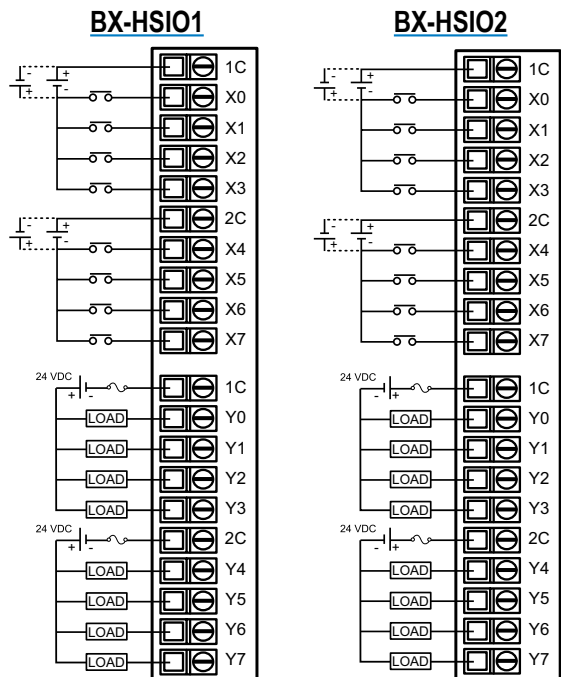 BX-HSIO1
- +
+ -
1C
X0
X1
X2
X3
- +
+ -
2C
X4
X5
X6
X7
24 VDC
+ -
1C
LOAD Y0
LOAD Y1
LOAD Y2
LOAD Y3
24 VDC
+ -
2C
LOAD Y4
LOAD Y5
LOAD Y6
LOAD Y7
BX-HSIO2
- +
+ -
1C
X0
X1
X2
X3
- +
+ -
2C
X4
X5
X6
X7
24 VDC
- +
1C
LOAD Y0
LOAD Y1
LOAD Y2
LOAD Y3
24 VDC
- +
2C
LOAD Y4
LOAD Y5
LOAD Y6
LOAD Y7